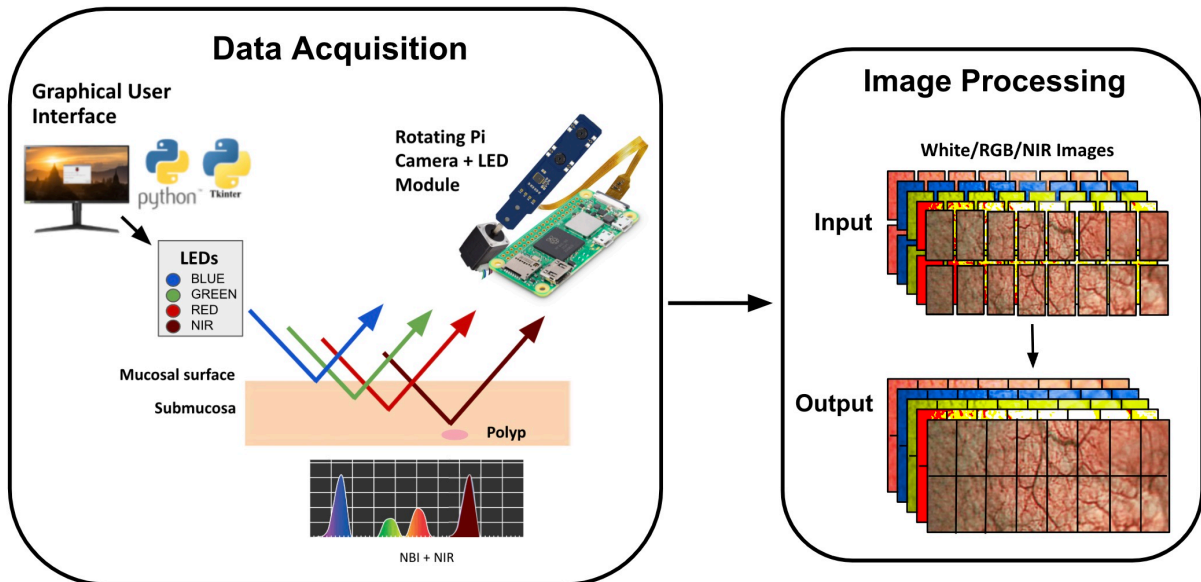 Data Acquisition
Graphical User
Interface
python™
Tkinter
Rotating Pi
Camera + LED
Module
LEDs
BLUE
GREEN
RED
NIR
Mucosal surface
Submucosa
Polyp
NBI + NIR
Image Processing
White/RGB/NIR Images
Input
Output